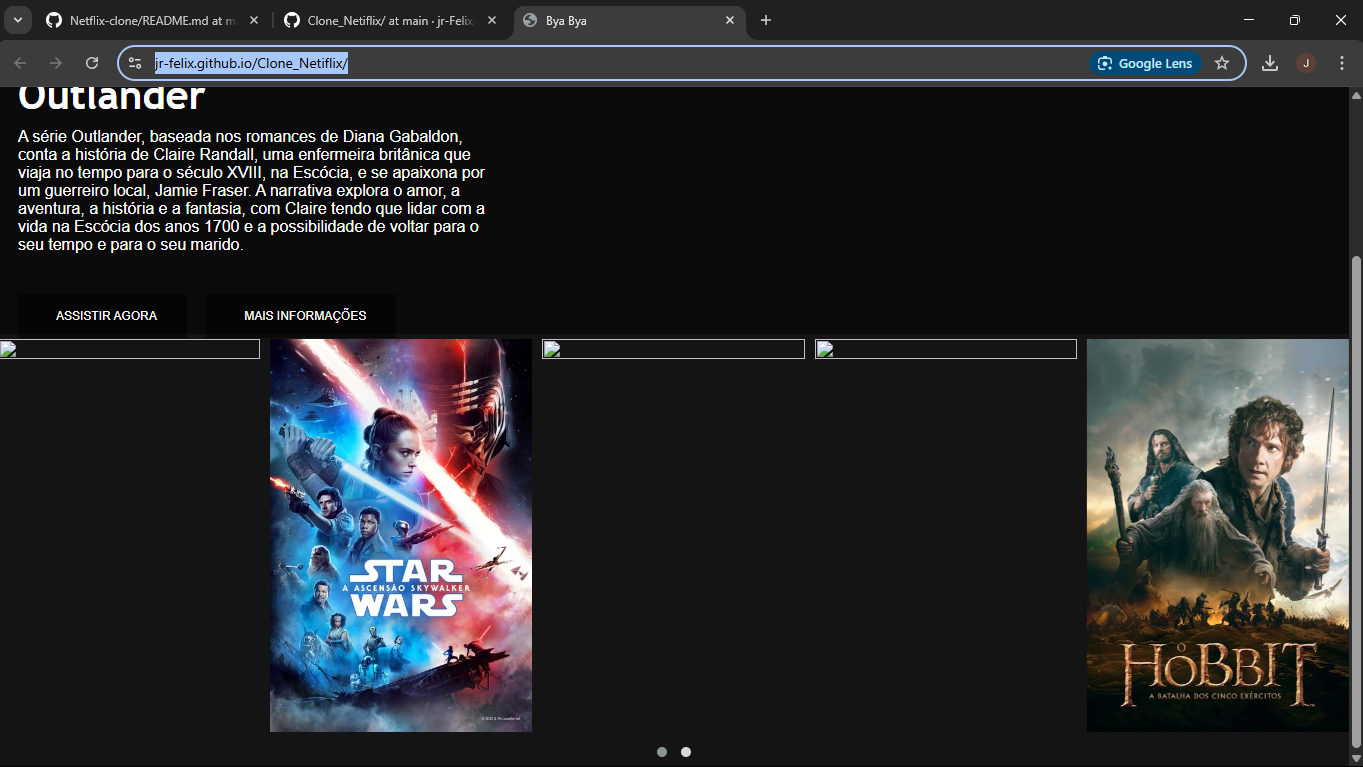 Netflix-clone/README.md at m
Clone_Netiflix/ at main · jr-Felix
Bya Bya
jr-felix.github.io/Clone_Netiflix/
Google Lens
J
Outlander
A série Outlander, baseada nos romances de Diana Gabaldon,
conta a história de Claire Randall, uma enfermeira britânica que
viaja no tempo para o século XVIII, na Escócia, e se apaixona por
um guerreiro local, Jamie Fraser. A narrativa explora o amor, a
aventura, a história e a fantasia, com Claire tendo que lidar com a
vida na Escócia dos anos 1700 e a possibilidade de voltar para o
seu tempo e para o seu marido.
ASSISTIR AGORA
MAIS INFORMAÇÕES
STAR
A ASCENSÃO SKYWALKER
WARS
O
HOBBIT
A BATALHA DOS CINCO EXÉRCITOS